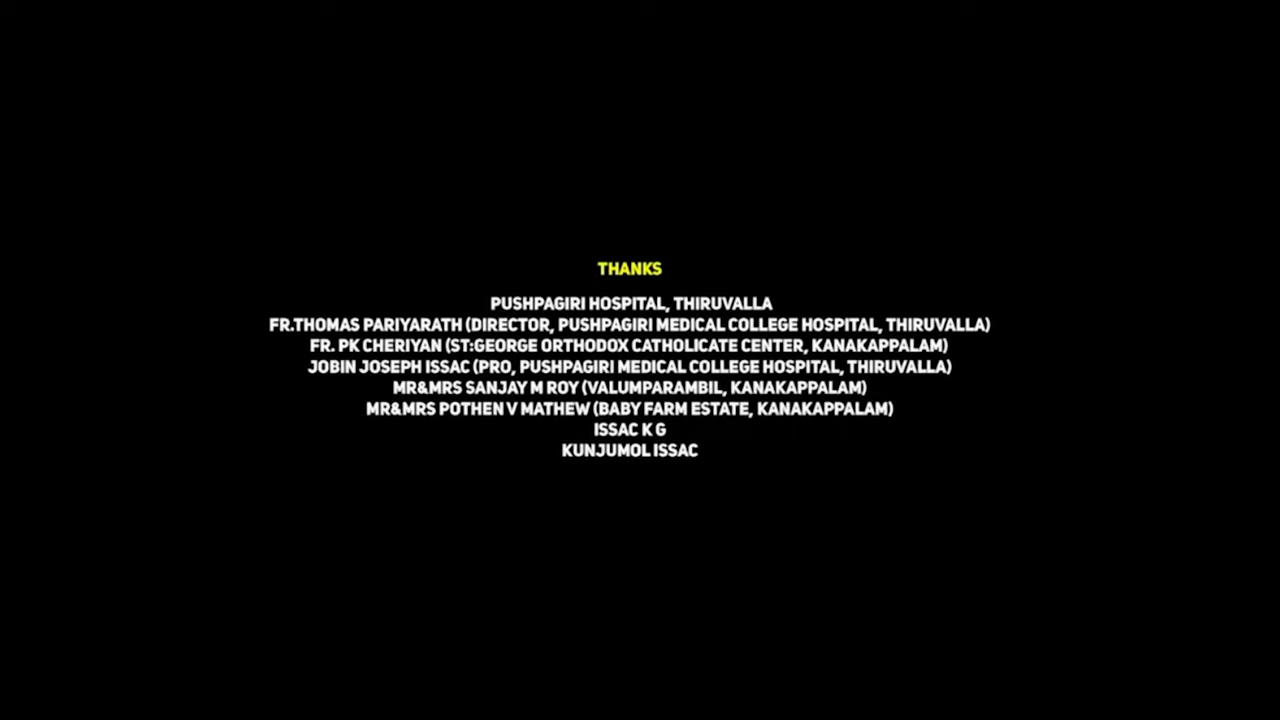 THANKS
PUSHPAGIRI HOSPITAL, THIRUVALLA
FR.THOMAS PARIYARATH (DIRECTOR, PUSHPAGIRI MEDICAL COLLEGE HOSPITAL, THIRUVALLA)
FR. PK CHERIYAN (ST:GEORGE ORTHODOX CATHOLICATE CENTER, KANAKAPPALAM)
JOBIN JOSEPH ISSAC (PRO, PUSHPAGIRI MEDICAL COLLEGE HOSPITAL, THIRUVALLA)
MR&MRS SANJAY M ROY (VALUMPARAMBIL, KANAKAPPALAM)
MR&MRS POTHEN V MATHEW (BABY FARM ESTATE, KANAKAPPALAM)
ISSAC K G
KUNJUMOL ISSAC